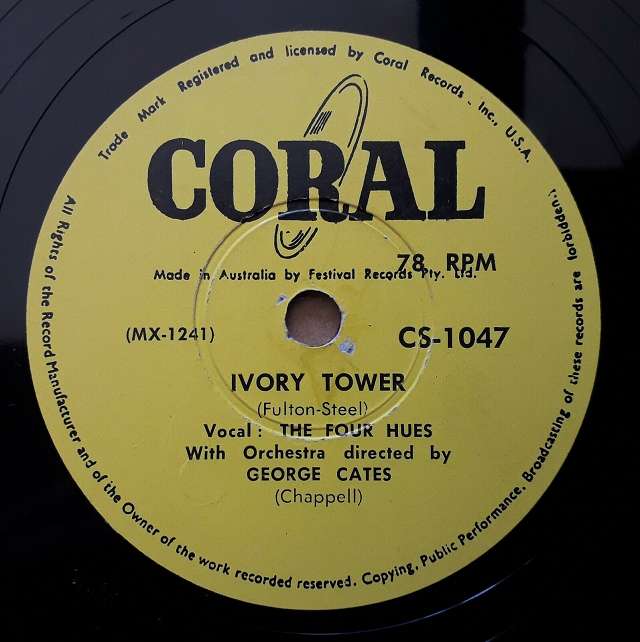 Trade Mark Registered and licensed by Coral Records - Inc., U.S.A.
CORAL
78 RPM
Made in Australia by Festival Records Pty. Ltd.
(MX-1241)
CS-1047
IVORY TOWER
(Fulton-Steel)
Vocal: THE FOUR HUES
With Orchestra directed by
GEORGE CATES
(Chappell)
All Rights of the Record Manufacturer and of the Owner of the work recorded reserved. Copying, Public Performance, Broadcasting of these records are forbidden.